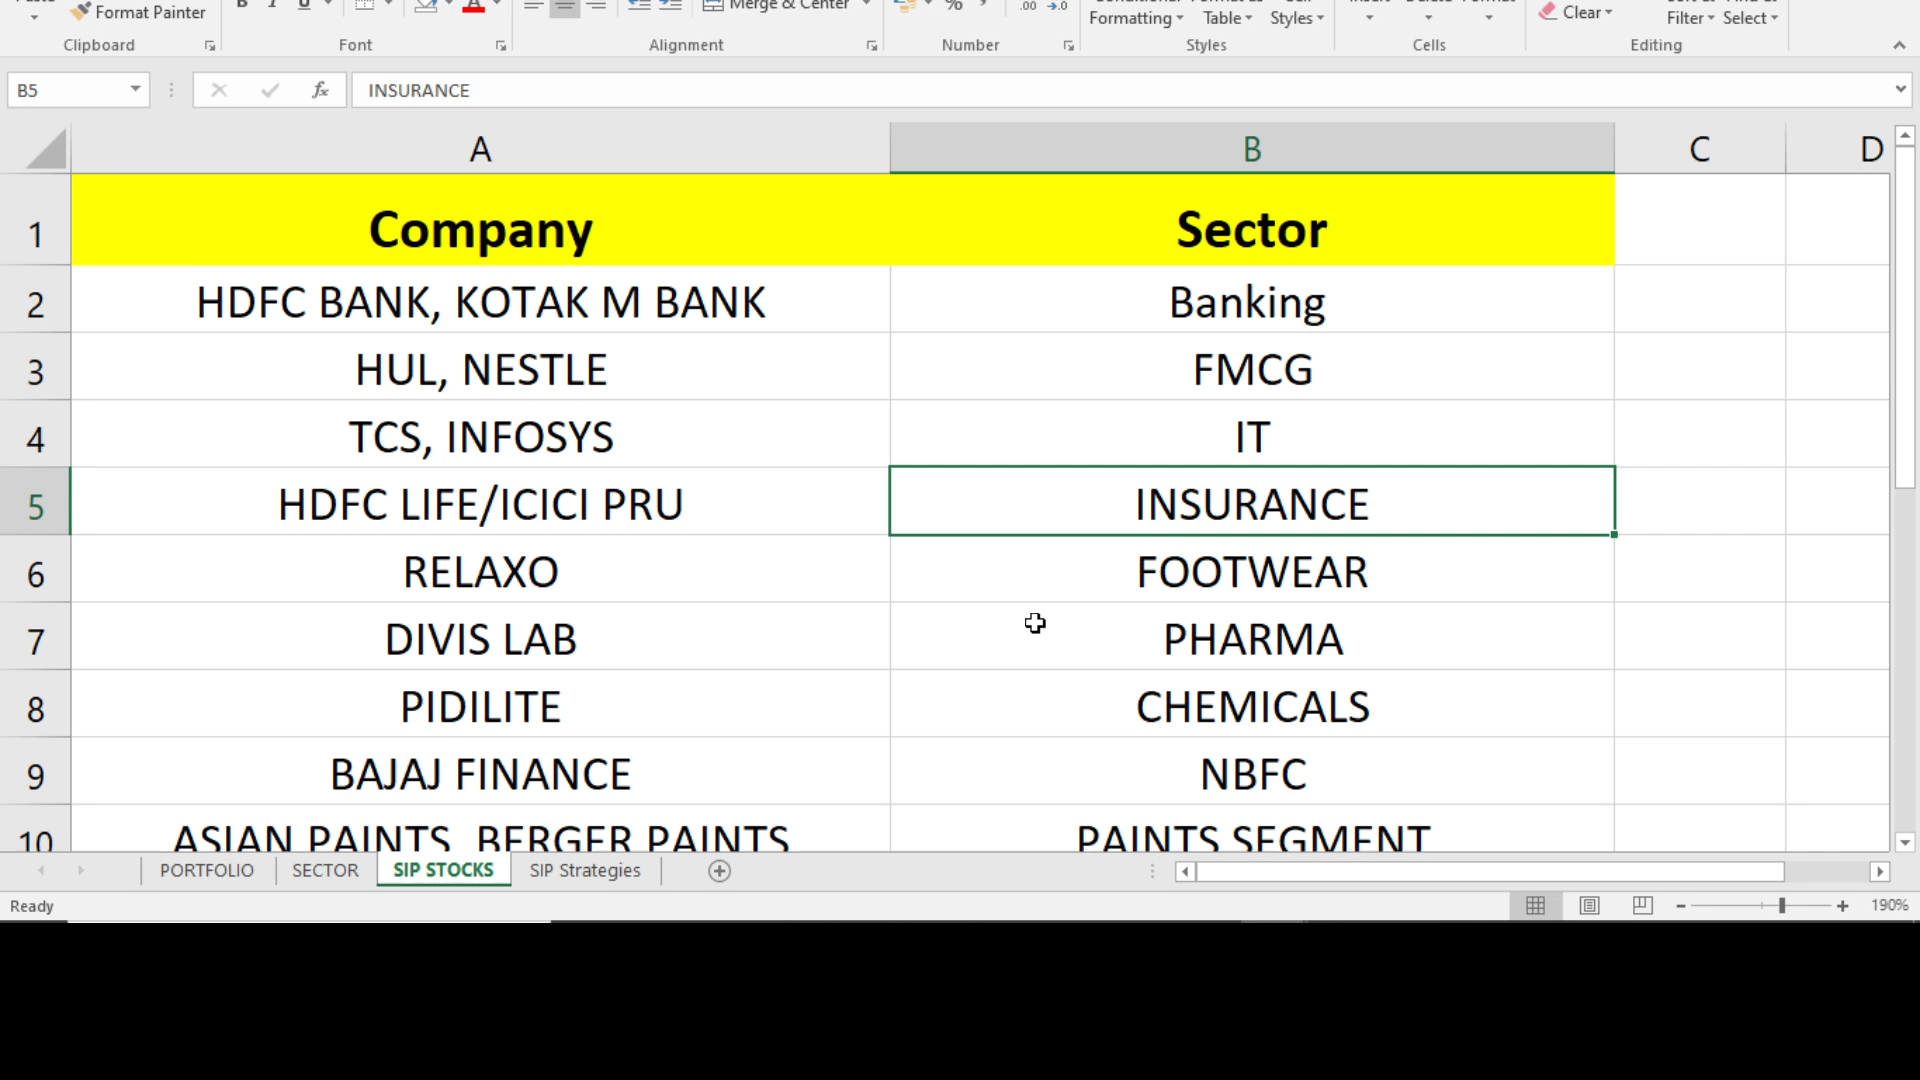 Format Painter
Merge & Center
Formatting Table Styles
Clear
Filter Select
Clipboard Font Alignment Number Styles Cells Editing
B5 fx INSURANCE
A B C D
1 Company Sector
2 HDFC BANK, KOTAK M BANK Banking
3 HUL, NESTLE FMCG
4 TCS, INFOSYS IT
5 HDFC LIFE/ICICI PRU INSURANCE
6 RELAXO FOOTWEAR
7 DIVIS LAB PHARMA
8 PIDILITE CHEMICALS
9 BAJAJ FINANCE NBFC
10 ASIAN PAINTS, BERGER PAINTS PAINTS SEGMENT
PORTFOLIO SECTOR SIP STOCKS SIP Strategies
Ready 190%